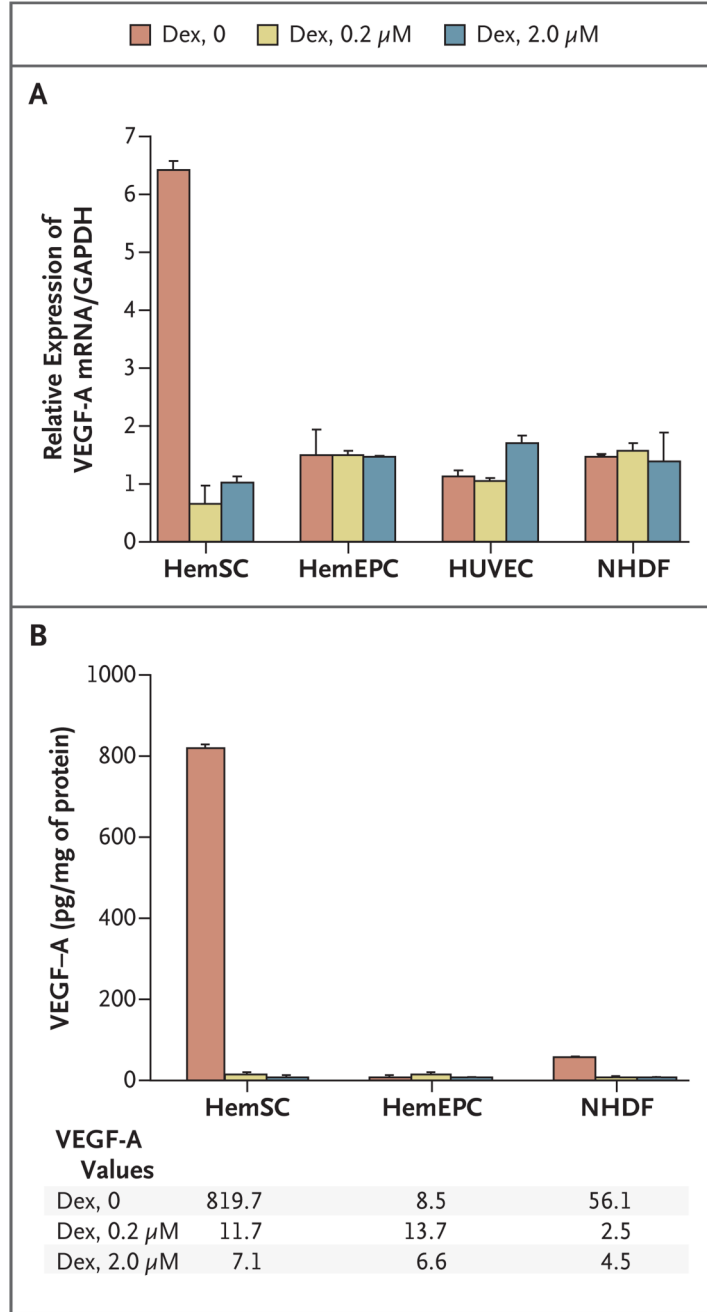 Dex, 0 Dex, 0.2 μM Dex, 2.0 μM
A
Relative Expression of
VEGF-A mRNA/GAPDH
7
6
5
4
3
2
1
0
HemSC HemEPC HUVEC NHDF
B
VEGF–A (pg/mg of protein)
1000
800
600
400
200
0
HemSC HemEPC NHDF
VEGF-A
Values
Dex, 0 819.7 8.5 56.1
Dex, 0.2 μM 11.7 13.7 2.5
Dex, 2.0 μM 7.1 6.6 4.5